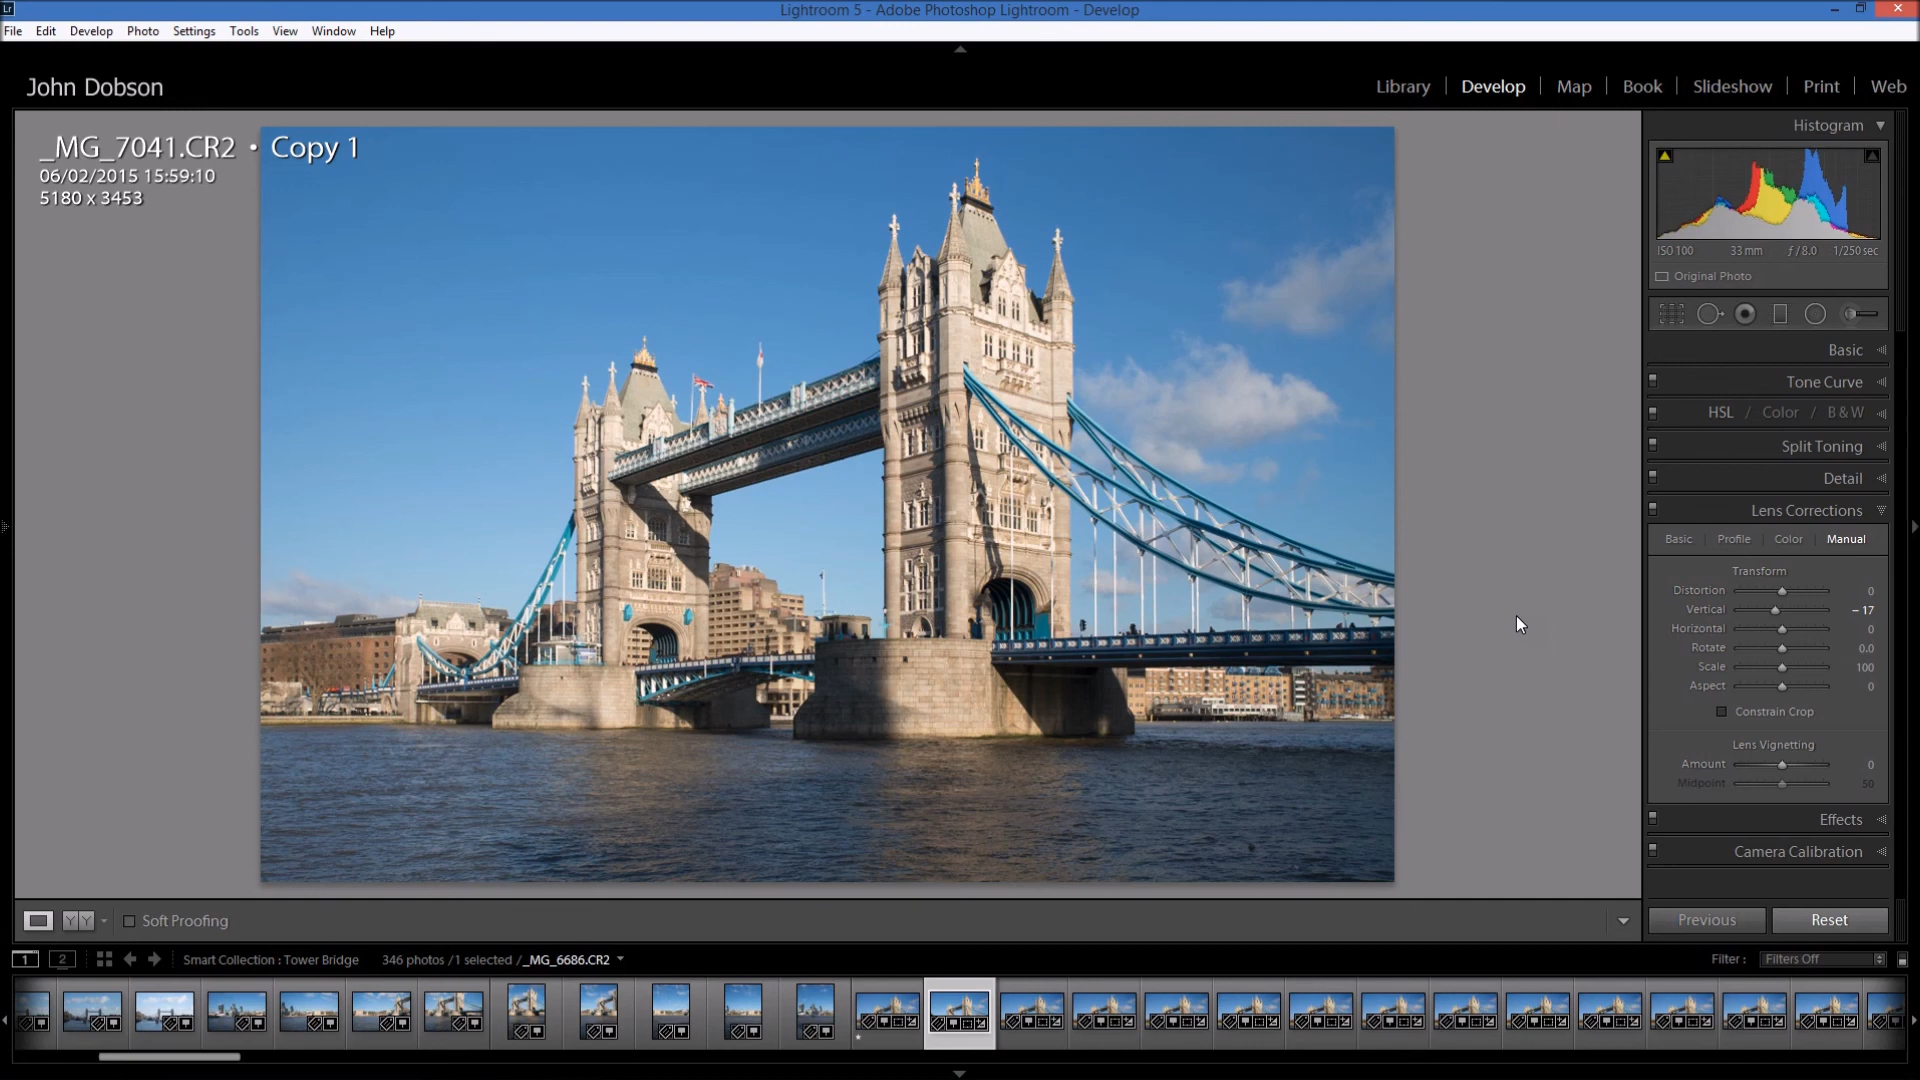 Lr
Lightroom 5 - Adobe Photoshop Lightroom - Develop
File Edit Develop Photo Settings Tools View Window Help
John Dobson
Library | Develop | Map | Book | Slideshow | Print | Web
_MG_7041.CR2 • Copy 1
06/02/2015 15:59:10
5180 x 3453
Histogram
ISO 100 33 mm ƒ / 8.0 1/250 sec
Original Photo
Basic
Tone Curve
HSL / Color / B & W
Split Toning
Detail
Lens Corrections
Basic | Profile | Color | Manual
Transform
Distortion 0
Vertical – 17
Horizontal 0
Rotate 0.0
Scale 100
Aspect 0
Constrain Crop
Lens Vignetting
Amount 0
Midpoint 50
Effects
Camera Calibration
Y Y Soft Proofing
Previous Reset
1 2 Smart Collection : Tower Bridge 346 photos /1 selected /_MG_6686.CR2 Filter : Filters Off